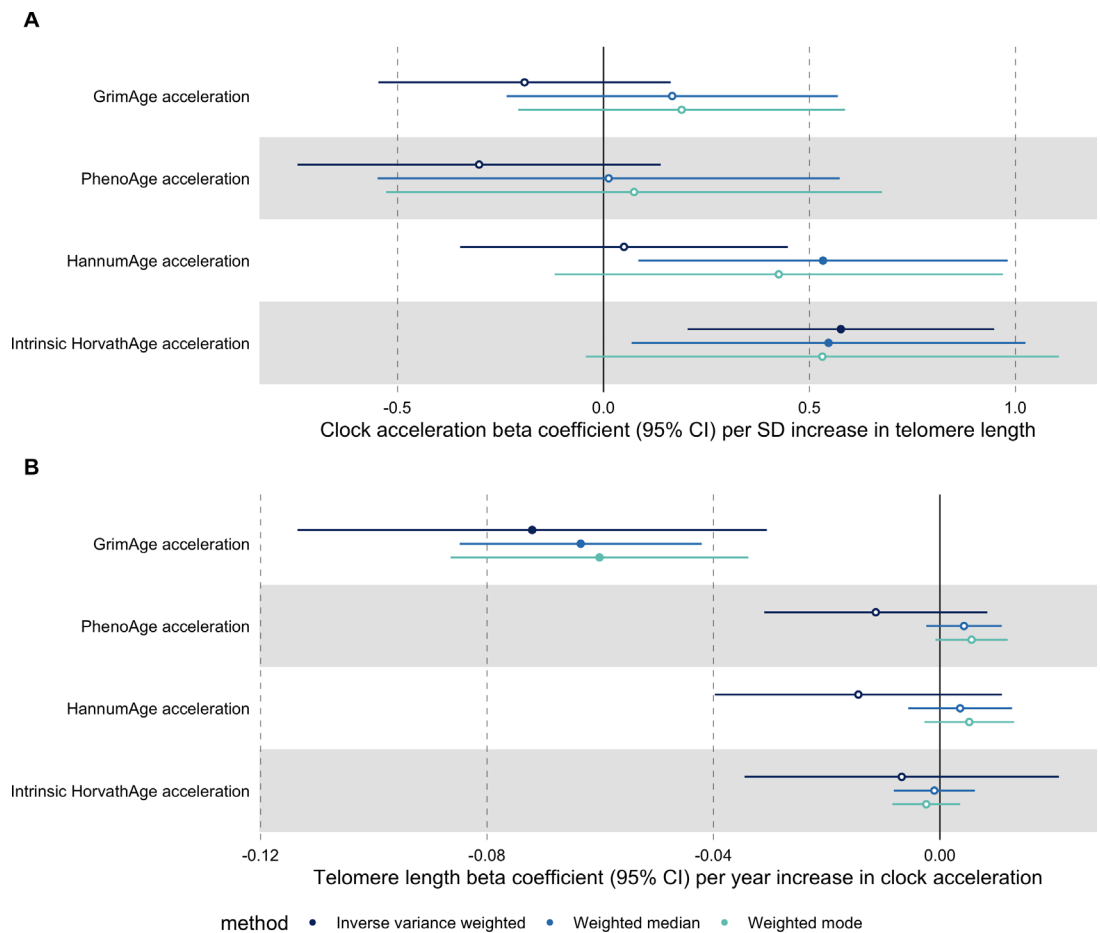 A
GrimAge acceleration
PhenoAge acceleration
HannumAge acceleration
Intrinsic HorvathAge acceleration
-0.5 0.0 0.5 1.0
Clock acceleration beta coefficient (95% CI) per SD increase in telomere length
B
GrimAge acceleration
PhenoAge acceleration
HannumAge acceleration
Intrinsic HorvathAge acceleration
-0.12 -0.08 -0.04 0.00
Telomere length beta coefficient (95% CI) per year increase in clock acceleration
method Inverse variance weighted Weighted median Weighted mode